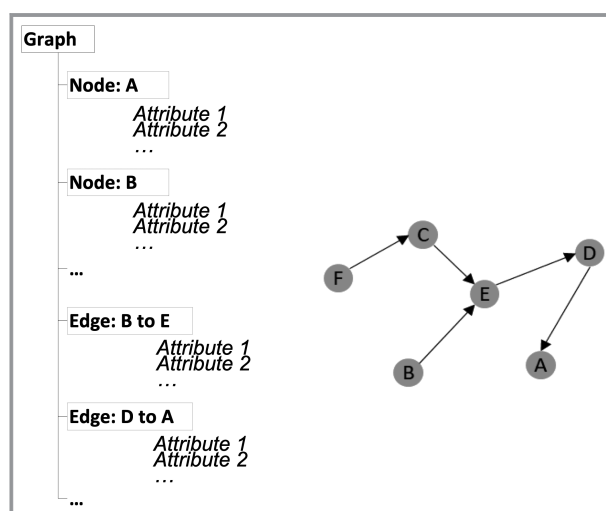 Graph
Node: A
Attribute 1
Attribute 2
...
Node: B
Attribute 1
Attribute 2
...
...
Edge: B to E
Attribute 1
Attribute 2
...
Edge: D to A
Attribute 1
Attribute 2
...
...
C
D
F
E
B
A